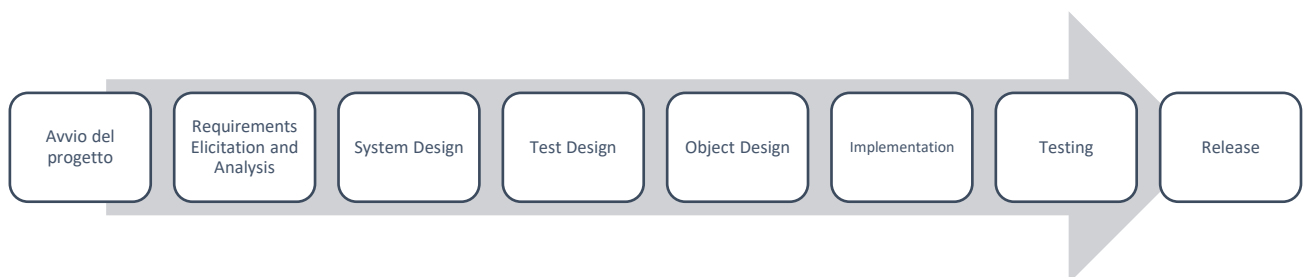 Avvio del
progetto
Requirements
Elicitation and
Analysis
System Design
Test Design
Object Design
Implementation
Testing
Release